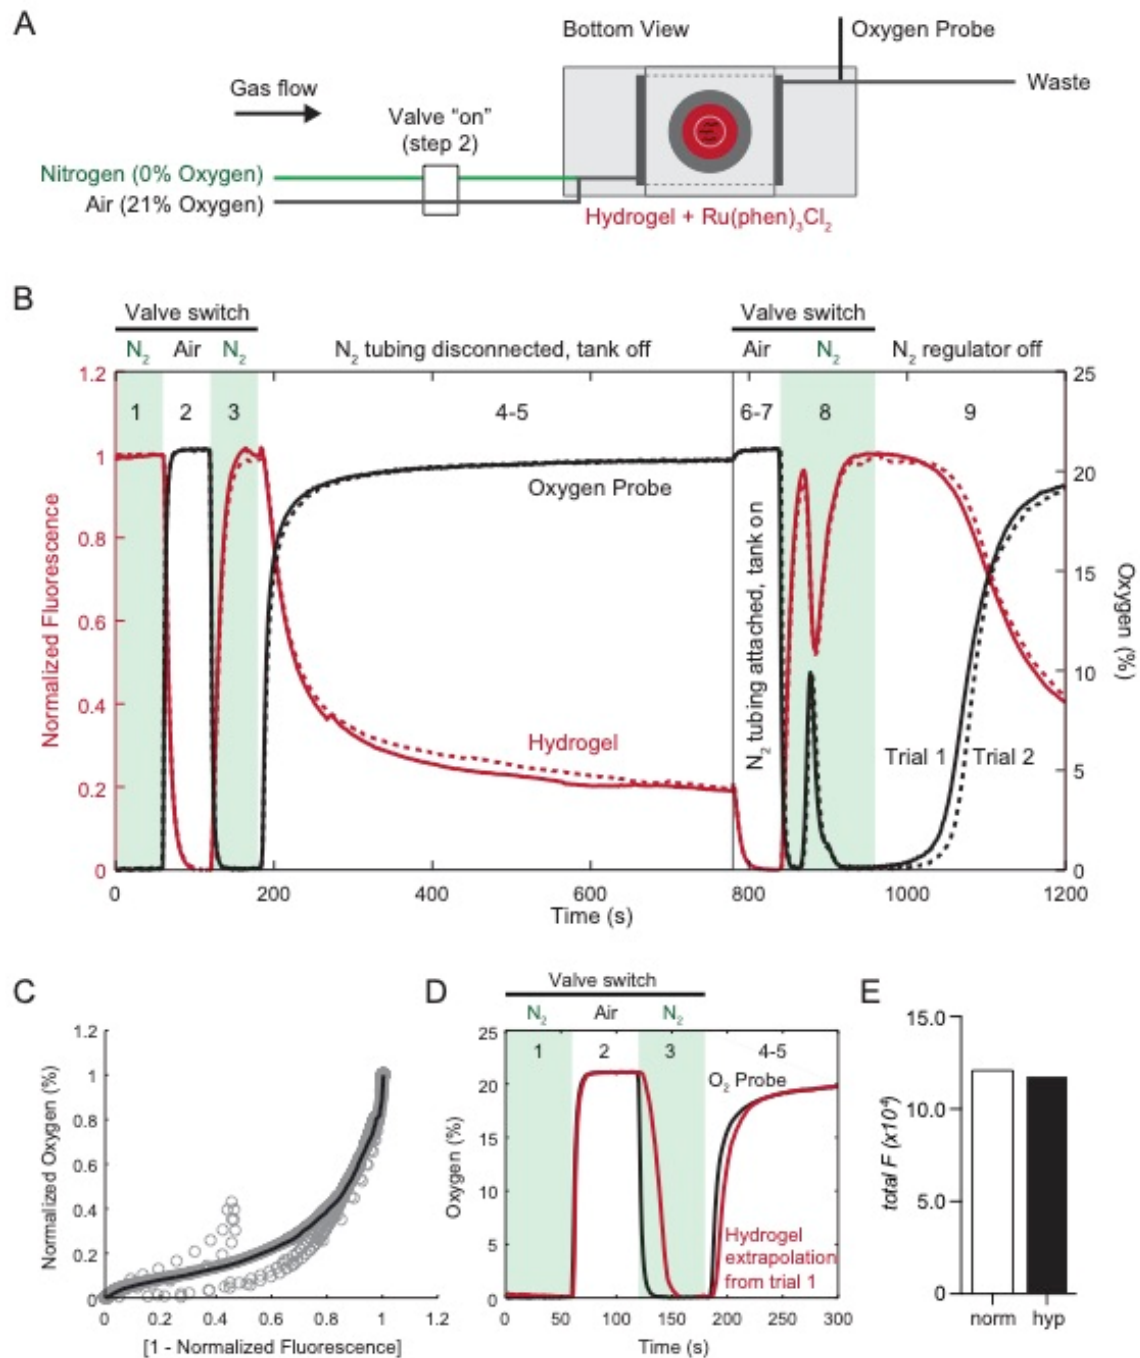 A
Bottom View
Oxygen Probe
Gas flow
Waste
Valve "on"
(step 2)
Nitrogen (0% Oxygen)
Air (21% Oxygen)
Hydrogel + Ru(phen)₃Cl₂
B
Valve switch
Valve switch
N₂ Air N₂ N₂ tubing disconnected, tank off Air N₂ N₂ regulator off
1.2 25
1 2 3 4-5 6-7 8 9
1 20
Oxygen Probe
0.8 15
0.6 10
0.4 5
0.2 0
0
Normalized Fluorescence
Oxygen (%)
N₂ tubing attached, tank on
Hydrogel
Trial 1 Trial 2
0 200 400 600 800 1000 1200
Time (s)
C
1.2
1
0.8
0.6
0.4
0.2
0
Normalized Oxygen (%)
0 0.2 0.4 0.6 0.8 1 1.2
[1 - Normalized Fluorescence]
D
Valve switch
N₂ Air N₂
25
1 2 3 4-5
20
O₂ Probe
15
10
5
0
Oxygen (%)
Hydrogel
extrapolation
from trial 1
0 50 100 150 200 250 300
Time (s)
E
15.0
10.0
5.0
0
total F (x10⁴)
norm hyp